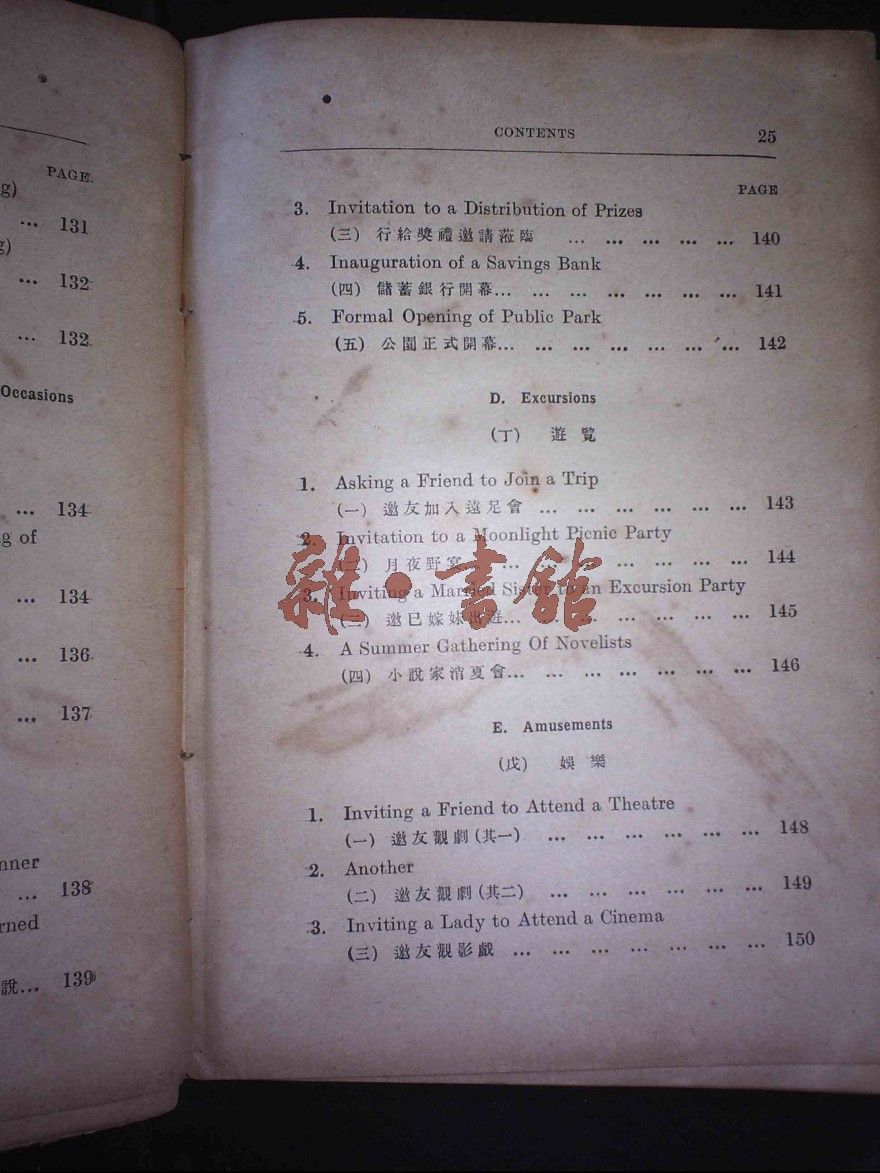 PAGE.
g)
... 131
g)
... 132
... 132
Occasions
... 134
g of
... 134
... 136
... 137
nner
... 138
rned
說... 139
CONTENTS 25
PAGE
3. Invitation to a Distribution of Prizes
(三) 行給獎禮邀請蒞臨 ... ... ... ... ... 140
4. Inauguration of a Savings Bank
(四) 儲蓄銀行開幕... ... ... ... ... ... ... 141
5. Formal Opening of Public Park
(五) 公園正式開幕... ... ... ... ... ... ... 142
D. Excursions
(丁) 遊覽
1. Asking a Friend to Join a Trip
(一) 邀友加入遠足會 ... ... ... ... ... ... 143
2. Invitation to a Moonlight Picnic Party
(二) 月夜野宴 ... ... ... ... ... ... ... 144
3. Inviting a Married Sister to an Excursion Party
(三) 邀已嫁妹出遊... ... ... ... ... ... ... 145
4. A Summer Gathering Of Novelists
(四) 小說家消夏會... ... ... ... ... ... ... 146
E. Amusements
(戊) 娛樂
1. Inviting a Friend to Attend a Theatre
(一) 邀友觀劇(其一) ... ... ... ... ... ... 148
2. Another
(二) 邀友觀劇(其二) ... ... ... ... ... ... 149
3. Inviting a Lady to Attend a Cinema
(三) 邀友觀影戲 ... ... ... ... ... ... ... 150
雜·書館